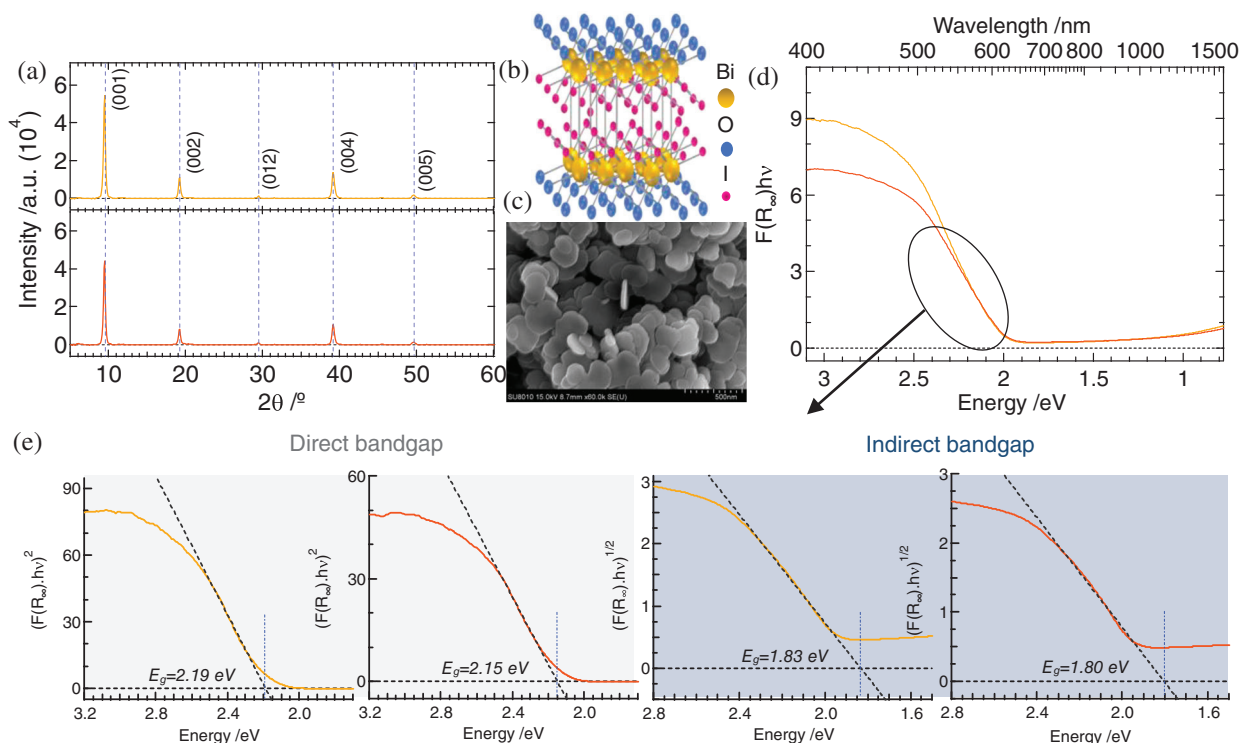 (a)
Intensity /a.u. (10⁴)
6
4
2
0
(001)
(002)
(012)
(004)
(005)
6
4
2
0
10 20 30 40 50 60
2θ /º
(b)
Bi
O
I
(c)
SU8010 15.0kV 8.7mm x60.0k SE(U)
500nm
(d)
Wavelength /nm
400 500 600 700 800 1000 1500
F(R∞)hν
9
6
3
0
3 2.5 2 1.5 1
Energy /eV
(e)
Direct bandgap
Indirect bandgap
(F(R∞).hν)²
90
60
30
0
Eg=2.19 eV
3.2 2.8 2.4 2.0
Energy /eV
(F(R∞).hν)²
60
30
0
Eg=2.15 eV
3.2 2.8 2.4 2.0
Energy /eV
(F(R∞).hν)^1/2
3
2
1
0
Eg=1.83 eV
2.8 2.4 2.0 1.6
Energy /eV
(F(R∞).hν)^1/2
3
2
1
0
Eg=1.80 eV
2.8 2.4 2.0 1.6
Energy /eV